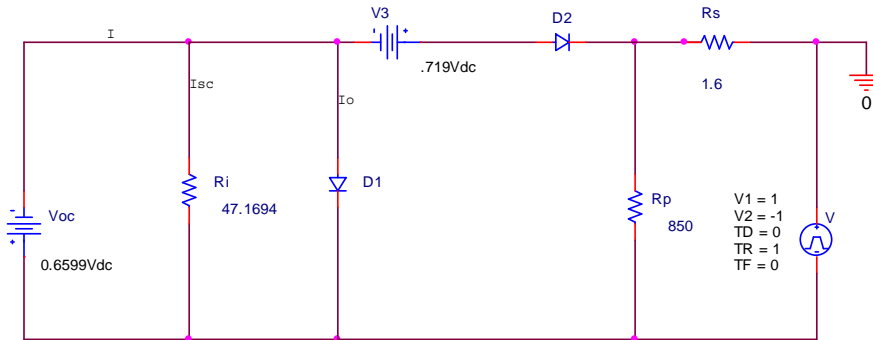 V3
D2
Rs
I
.719Vdc
Isc
Io
1.6
0
Ri
47.1694
D1
Rp
850
Voc
0.6599Vdc
V1 = 1
V2 = -1
TD = 0
TR = 1
TF = 0
V